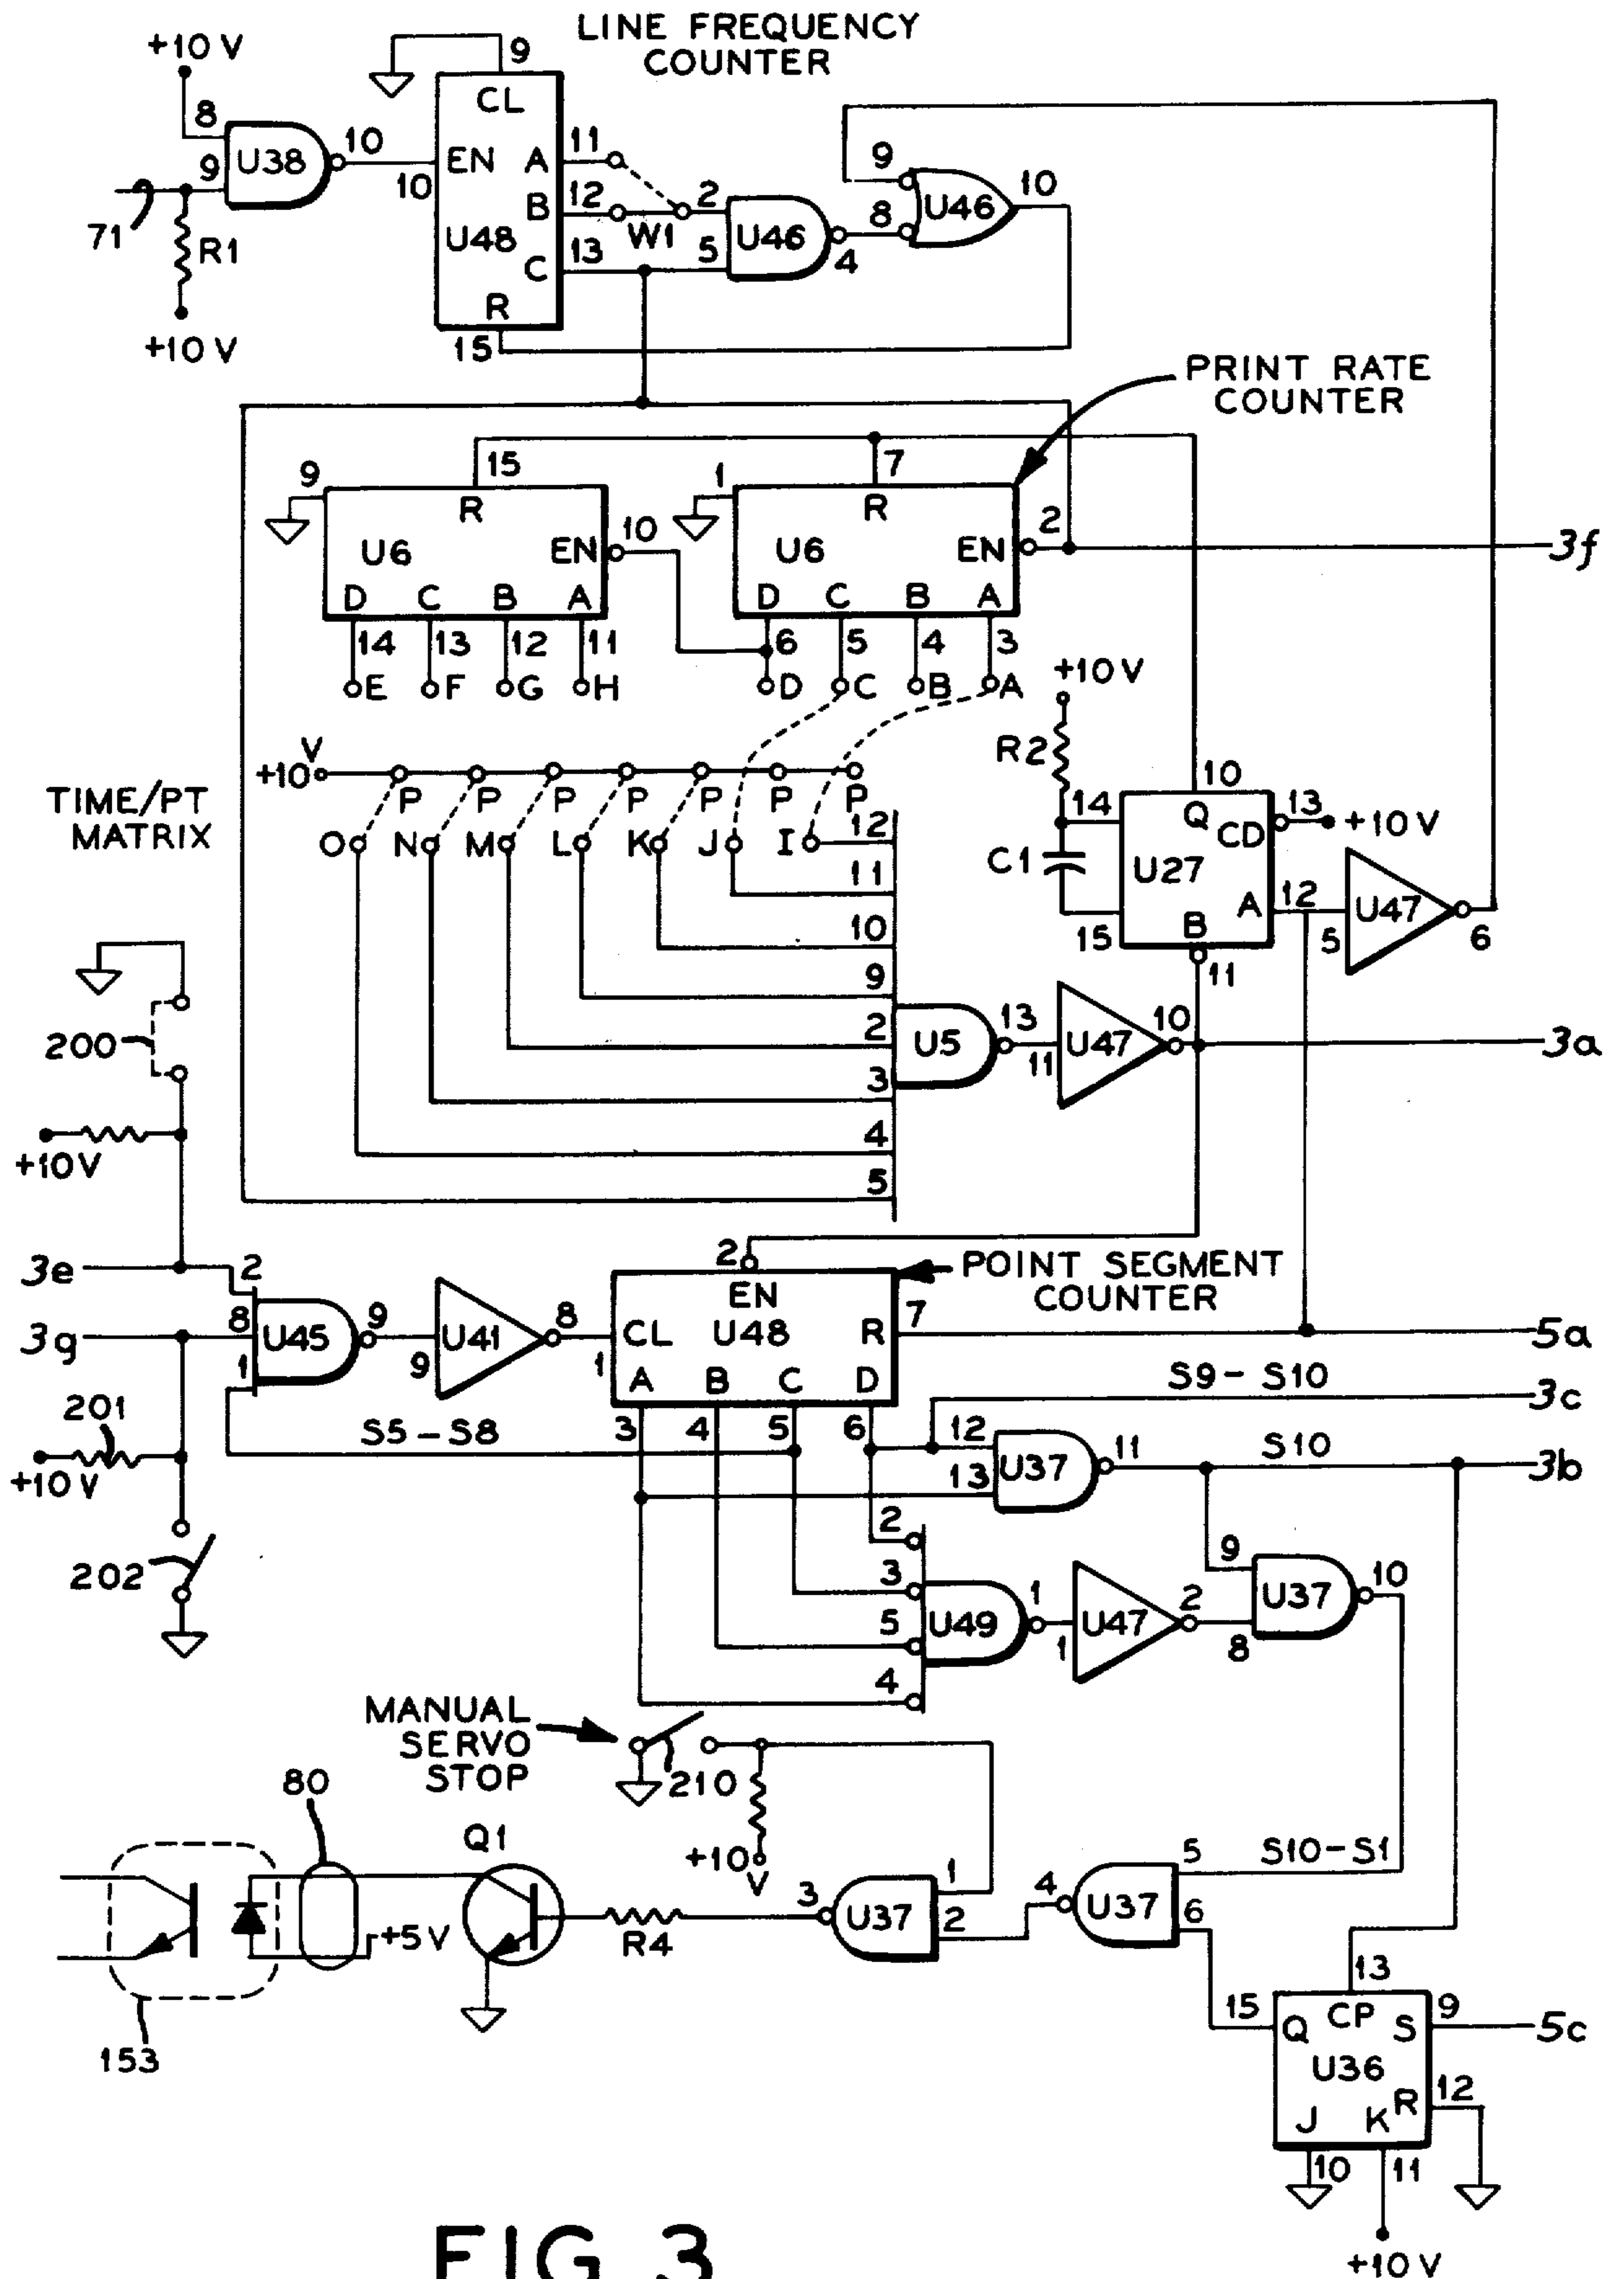 LINE FREQUENCY
COUNTER
+10 V
9
CL
8
U38
10
9
71
R1
+10 V
10
EN
A
11
B
12
U48
C
13
R
15
W1
2
5
U46
4
9
8
U46
10
PRINT RATE
COUNTER
9
15
R
U6
EN
10
D C B A
14 13 12 11
E F G H
1
7
R
U6
EN
2
D C B A
6 5 4 3
D C B A
3f
+10 V
R2
14
C1
15
10
Q
13
CD
+10 V
U27
A
12
B
11
5
U47
6
TIME/PT
MATRIX
+10 V
P P P P P P P
O N M L K J I
12
11
10
9
2
3
4
5
U5
13
11
U47
10
3a
200
+10 V
3e
2
3g
8
1
U45
9
9
U41
8
201
+10 V
202
S5-S8
2
POINT SEGMENT
COUNTER
EN
CL
U48
R
7
1
A B C D
3 4 5 6
5a
S9-S10
3c
12
13
U37
11
S10
3b
2
3
5
4
U49
1
1
U47
2
9
8
U37
10
MANUAL
SERVO
STOP
210
+10 V
80
Q1
+5 V
153
R4
3
U37
1
2
4
U37
5
6
S10-S1
13
15
Q
CP
S
9
5c
U36
R
12
J
K
10
11
+10 V
FIG 3